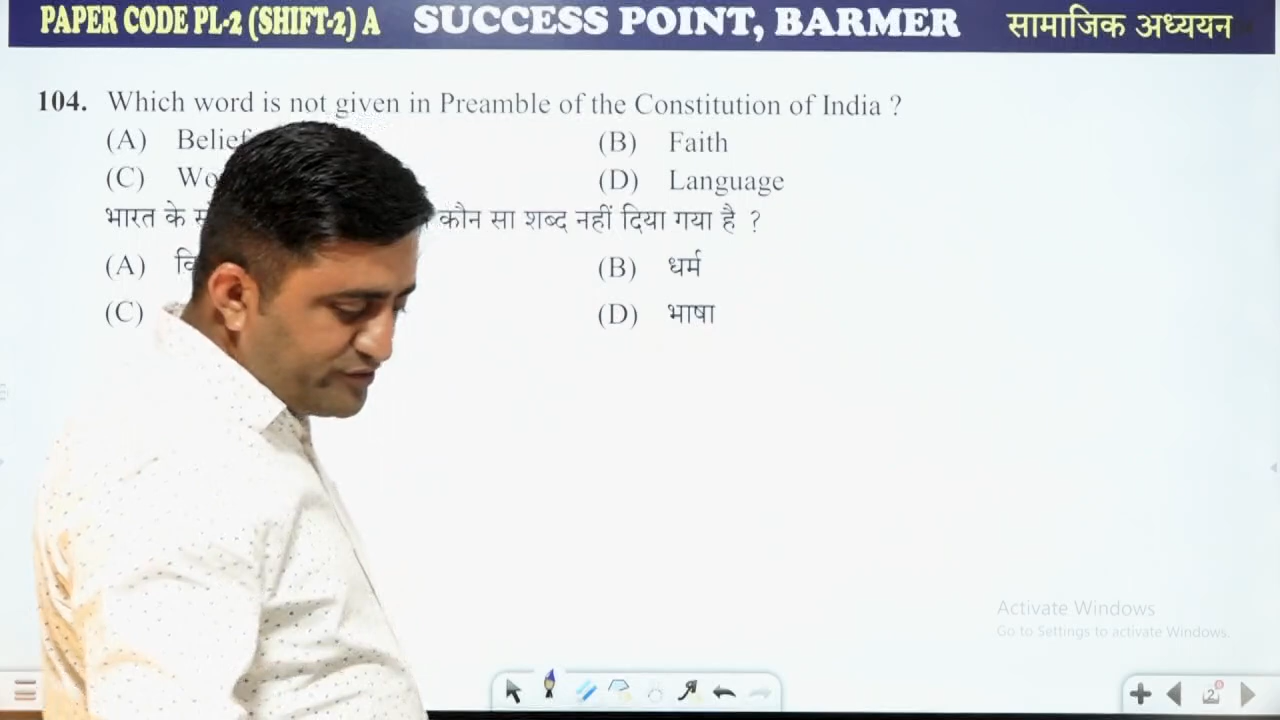 PAPER CODE PL-2 (SHIFT-2) A SUCCESS POINT, BARMER सामाजिक अध्ययन
104. Which word is not given in Preamble of the Constitution of India ?
(A) Belief (B) Faith
(C) (D) Language
भारत के कौन सा शब्द नहीं दिया गया है ?
(A) (B) धर्म
(C) (D) भाषा
Activate Windows
Go to Settings to activate Windows.
2